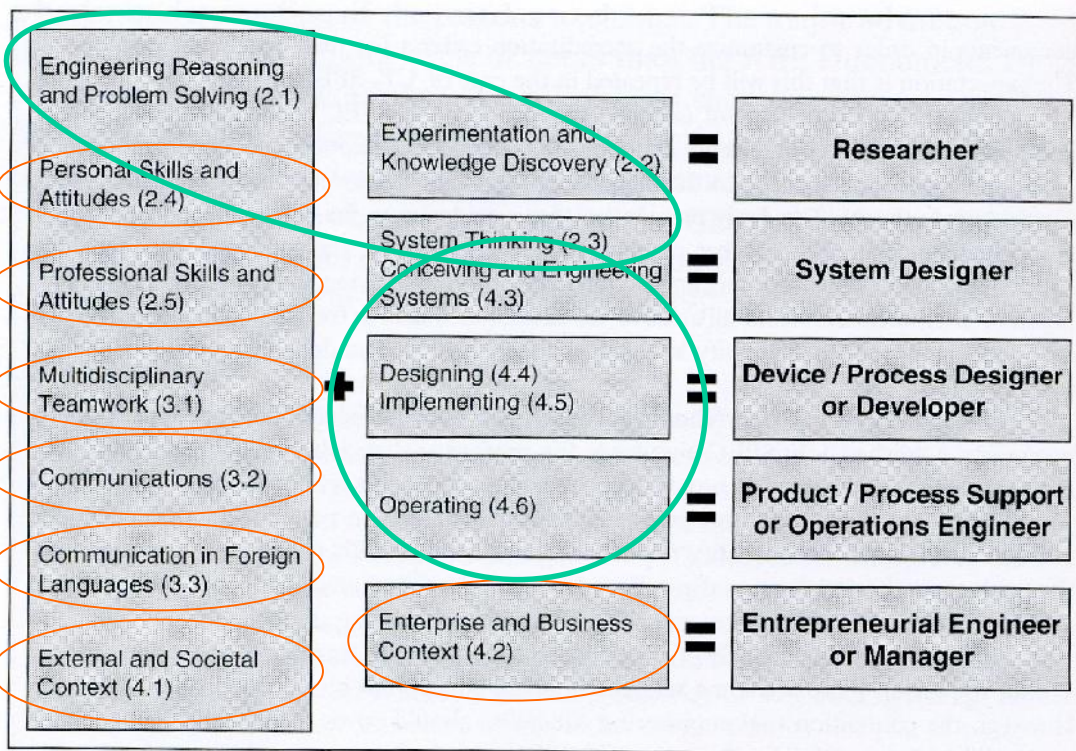 Engineering Reasoning
and Problem Solving (2.1)
Personal Skills and
Attitudes (2.4)
Professional Skills and
Attitudes (2.5)
Multidisciplinary
Teamwork (3.1)
Communications (3.2)
Communication in Foreign
Languages (3.3)
External and Societal
Context (4.1)
+
Experimentation and
Knowledge Discovery (2.2)
=
Researcher
System Thinking (2.3)
Conceiving and Engineering
Systems (4.3)
=
System Designer
Designing (4.4)
Implementing (4.5)
=
Device / Process Designer
or Developer
Operating (4.6)
=
Product / Process Support
or Operations Engineer
Enterprise and Business
Context (4.2)
=
Entrepreneurial Engineer
or Manager